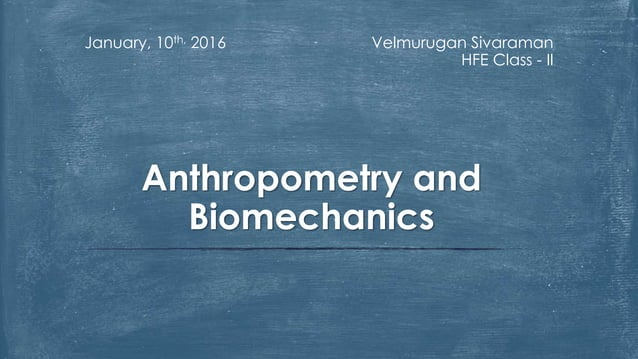 January, 10th, 2016
Velmurugan Sivaraman
HFE Class - II
Anthropometry and
Biomechanics